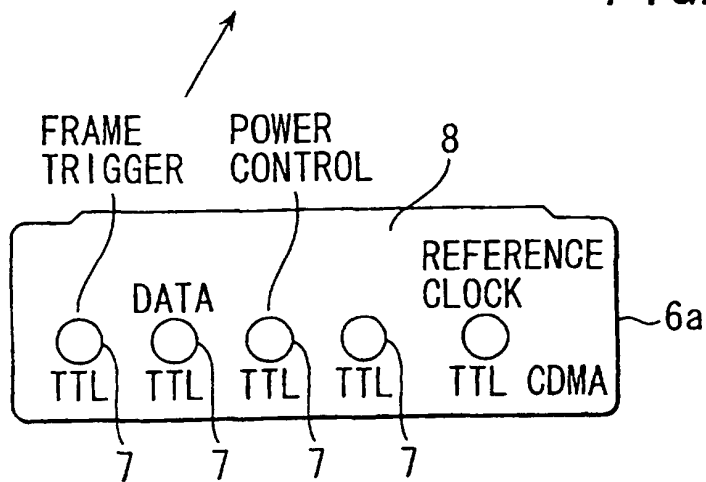 FRAME
TRIGGER
POWER
CONTROL
8
REFERENCE
CLOCK
DATA
6a
TTL TTL TTL TTL TTL CDMA
7 7 7 7